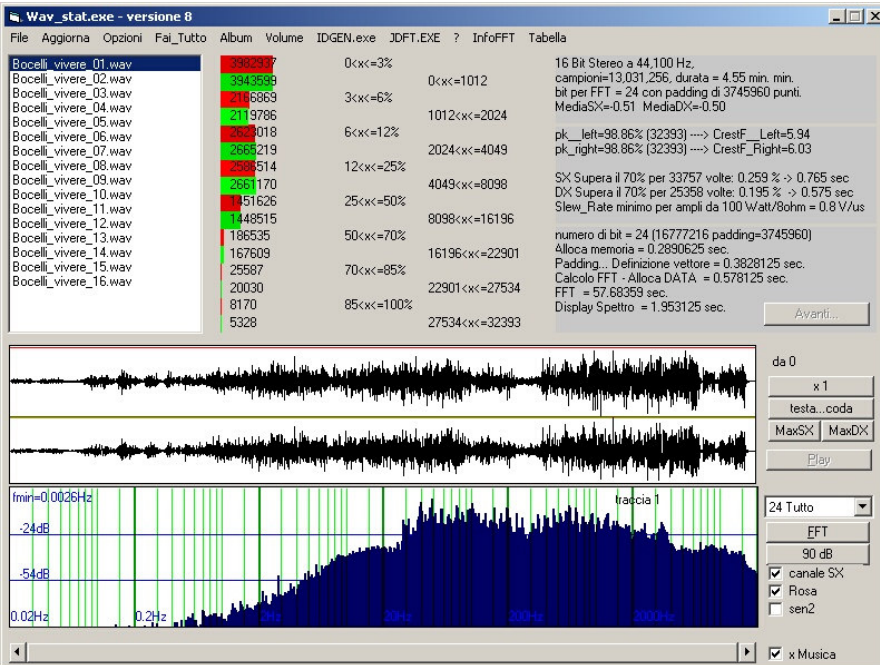 Wav_stat.exe - versione 8
File Aggiorna Opzioni Fai_Tutto Album Volume IDGEN.exe JDFT.EXE ? InfoFFT Tabella
Bocelli_vivere_01.wav
Bocelli_vivere_02.wav
Bocelli_vivere_03.wav
Bocelli_vivere_04.wav
Bocelli_vivere_05.wav
Bocelli_vivere_06.wav
Bocelli_vivere_07.wav
Bocelli_vivere_08.wav
Bocelli_vivere_09.wav
Bocelli_vivere_10.wav
Bocelli_vivere_11.wav
Bocelli_vivere_12.wav
Bocelli_vivere_13.wav
Bocelli_vivere_14.wav
Bocelli_vivere_15.wav
Bocelli_vivere_16.wav
3982937 0<x<=3%
3943599 0<x<=1012
2166869 3<x<=6%
2119786 1012<x<=2024
2623018 6<x<=12%
2665219 2024<x<=4049
2586514 12<x<=25%
2661170 4049<x<=8098
1451626 25<x<=50%
1448515 8098<x<=16196
186535 50<x<=70%
167609 16196<x<=22901
25587 70<x<=85%
20030 22901<x<=27534
8170 85<x<=100%
5328 27534<x<=32393
16 Bit Stereo a 44,100 Hz,
campioni=13,031,256, durata = 4.55 min. min.
bit per FFT = 24 con padding di 3745960 punti.
MediaSX=-0.51 MediaDX=-0.50
pk__left=98.86% (32393) ----> CrestF__Left=5.94
pk_right=98.86% (32393) ----> CrestF_Right=6.03
SX Supera il 70% per 33757 volte: 0.259 % -> 0.765 sec
DX Supera il 70% per 25358 volte: 0.195 % -> 0.575 sec
Slew_Rate minimo per ampli da 100 Watt/8ohm = 0.8 V/us
numero di bit = 24 (16777216 padding=3745960)
Alloca memoria = 0.2890625 sec.
Padding... Definizione vettore = 0.3828125 sec.
Calcolo FFT - Alloca DATA = 0.578125 sec.
FFT = 57.68359 sec.
Display Spettro = 1.953125 sec.
Avanti...
da 0
x 1
testa...coda
MaxSX MaxDX
Play
fmin=0.0026Hz
traccia 1
-24dB
-54dB
0.02Hz 0.2Hz 2Hz 20Hz 200Hz 2000Hz
24 Tutto
FFT
90 dB
canale SX
Rosa
sen2
x Musica